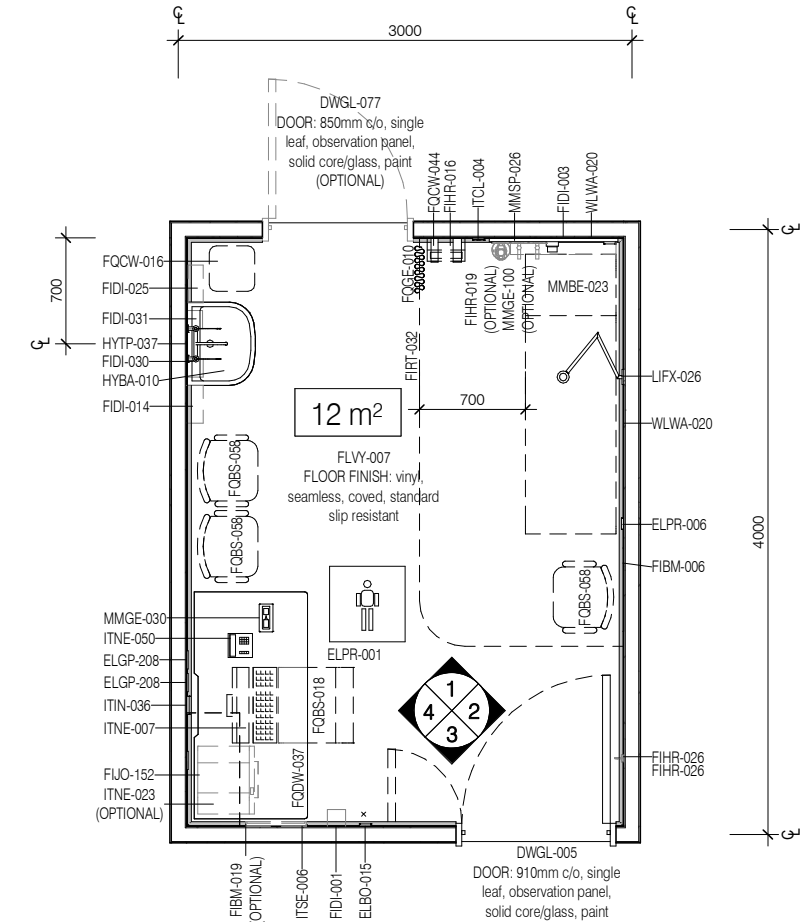 ℄
℄
3000
DWGL-077
DOOR: 850mm c/o, single
leaf, observation panel,
solid core/glass, paint
(OPTIONAL)
FQCW-044
FIHR-016
ITCL-004
MMSP-026
FIDI-003
WLWA-020
℄
700
℄
FQCW-016
FIDI-025
FIDI-031
HYTP-037
FIDI-030
HYBA-010
FIDI-014
FQGE-010
FIHR-019
(OPTIONAL)
MMGE-100
(OPTIONAL)
MMBE-023
FIRT-032
LIFX-026
WLWA-020
12 m²
700
FLVY-007
FLOOR FINISH: vinyl,
seamless, coved, standard
slip resistant
FQBS-058
FQBS-058
ELPR-006
4000
FIBM-006
FQBS-058
MMGE-030
ITNE-050
ELGP-208
ELGP-208
ITIN-036
ITNE-007
FIJO-152
ITNE-023
(OPTIONAL)
ELPR-001
FQBS-018
FQDW-037
1
4 2
3
FIHR-026
FIHR-026
x
℄
FIBM-019
(OPTIONAL)
ITSE-006
FIDI-001
ELBO-015
DWGL-005
DOOR: 910mm c/o, single
leaf, observation panel,
solid core/glass, paint